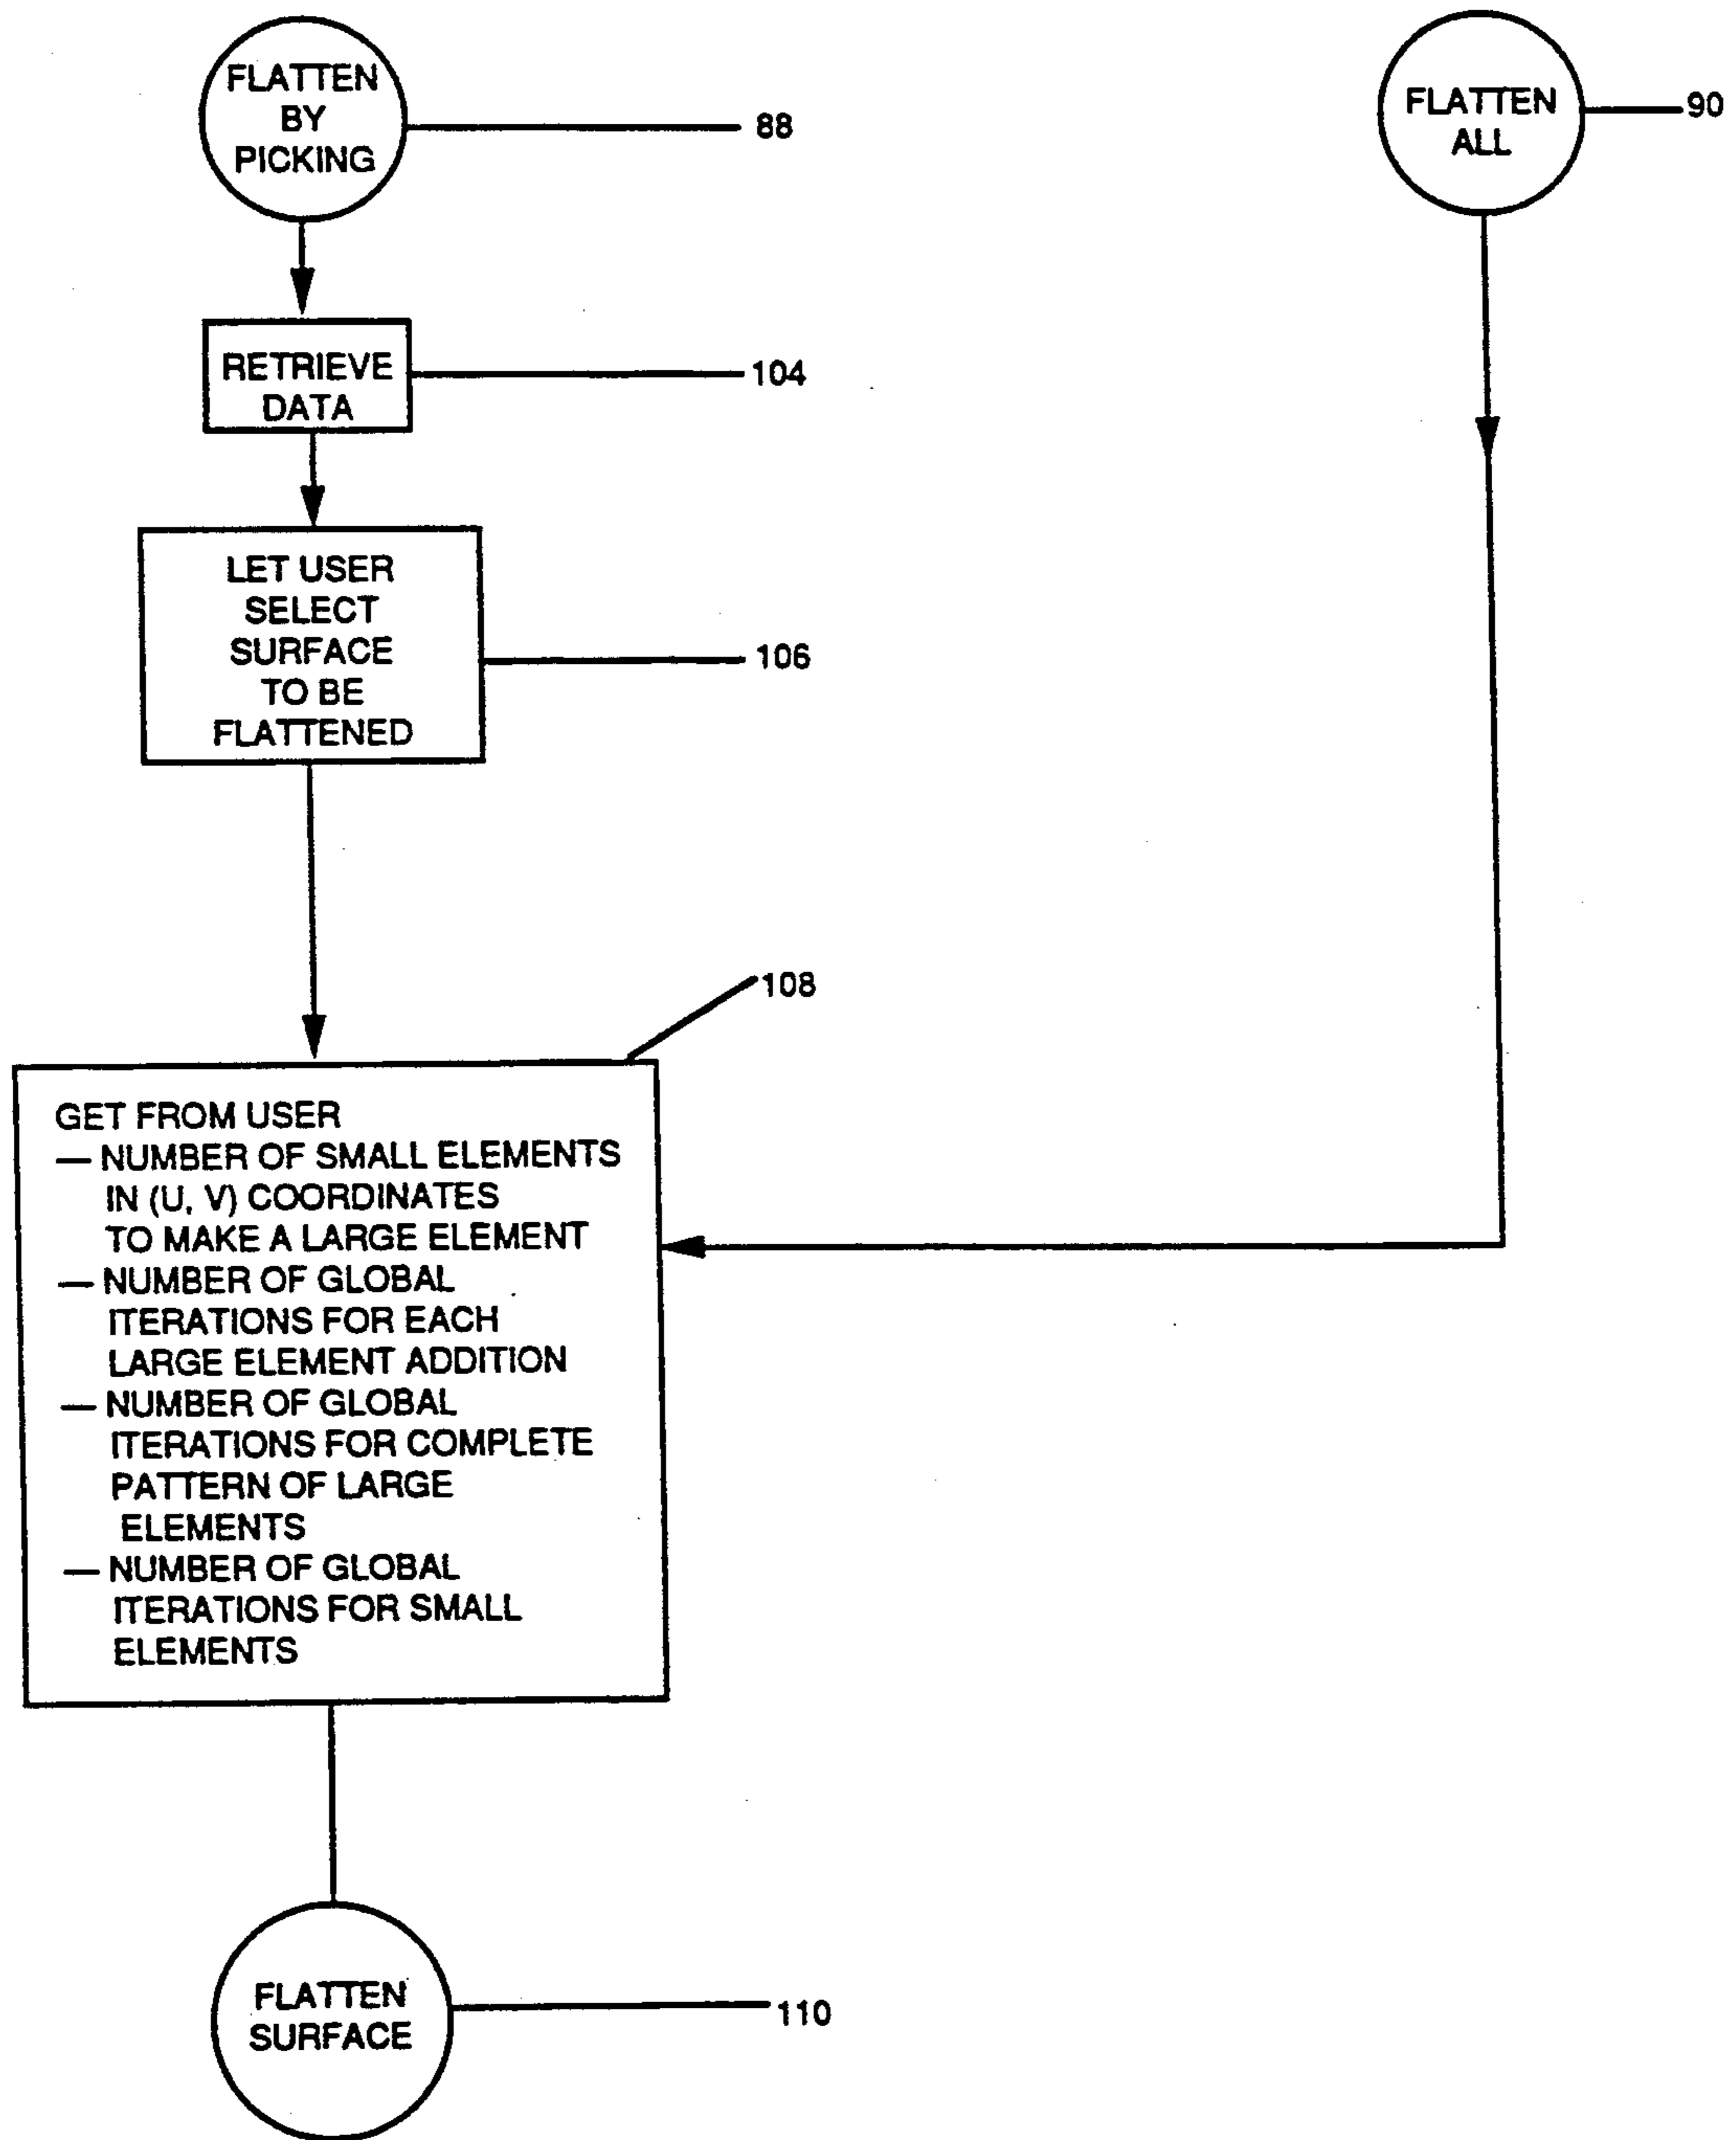 FLATTEN
BY
PICKING
88
FLATTEN
ALL
90
RETRIEVE
DATA
104
LET USER
SELECT
SURFACE
TO BE
FLATTENED
106
108
GET FROM USER
— NUMBER OF SMALL ELEMENTS
IN (U, V) COORDINATES
TO MAKE A LARGE ELEMENT
— NUMBER OF GLOBAL
ITERATIONS FOR EACH
LARGE ELEMENT ADDITION
— NUMBER OF GLOBAL
ITERATIONS FOR COMPLETE
PATTERN OF LARGE
ELEMENTS
— NUMBER OF GLOBAL
ITERATIONS FOR SMALL
ELEMENTS
FLATTEN
SURFACE
110